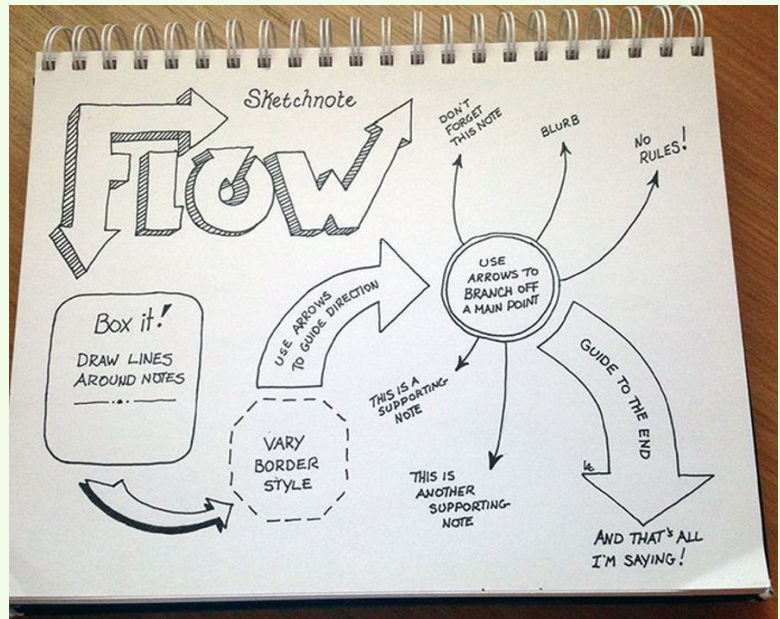 Sketchnote
FLOW
Box it!
DRAW LINES
AROUND NOTES
VARY
BORDER
STYLE
USE ARROWS
TO GUIDE DIRECTION
USE
ARROWS TO
BRANCH OFF
A MAIN POINT
DON'T
FORGET
THIS NOTE
BLURB
NO
RULES!
THIS IS A
SUPPORTING
NOTE
THIS IS
ANOTHER
SUPPORTING
NOTE
GUIDE TO THE END
AND THAT'S ALL
I'M SAYING!